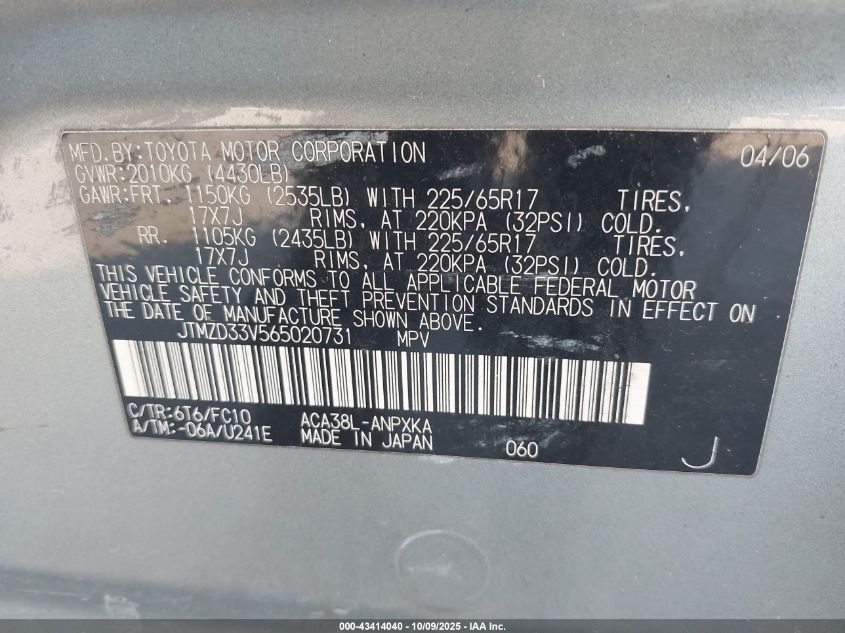 MFD.BY:TOYOTA MOTOR CORPORATION 04/06
GVWR:2010KG (4430LB)
GAWR:FRT. 1150KG (2535LB) WITH 225/65R17 TIRES,
17X7J RIMS, AT 220KPA (32PSI) COLD.
RR. 1105KG (2435LB) WITH 225/65R17 TIRES,
17X7J RIMS, AT 220KPA (32PSI) COLD.
THIS VEHICLE CONFORMS TO ALL APPLICABLE FEDERAL MOTOR
VEHICLE SAFETY AND THEFT PREVENTION STANDARDS IN EFFECT ON
THE DATE OF MANUFACTURE SHOWN ABOVE.
JTMZD33V565020731 MPV
C/TR:6T6/FC10 ACA38L-ANPXKA
A/TM:-06A/U241E MADE IN JAPAN 060 J
000-43414040 - 10/09/2025 - IAA Inc.